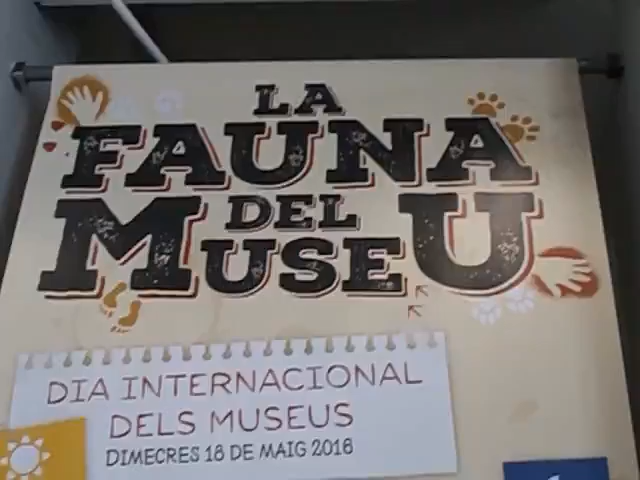 LA
FAUNA
DEL
MUSEU
DIA INTERNACIONAL
DELS MUSEUS
DIMECRES 18 DE MAIG 2016